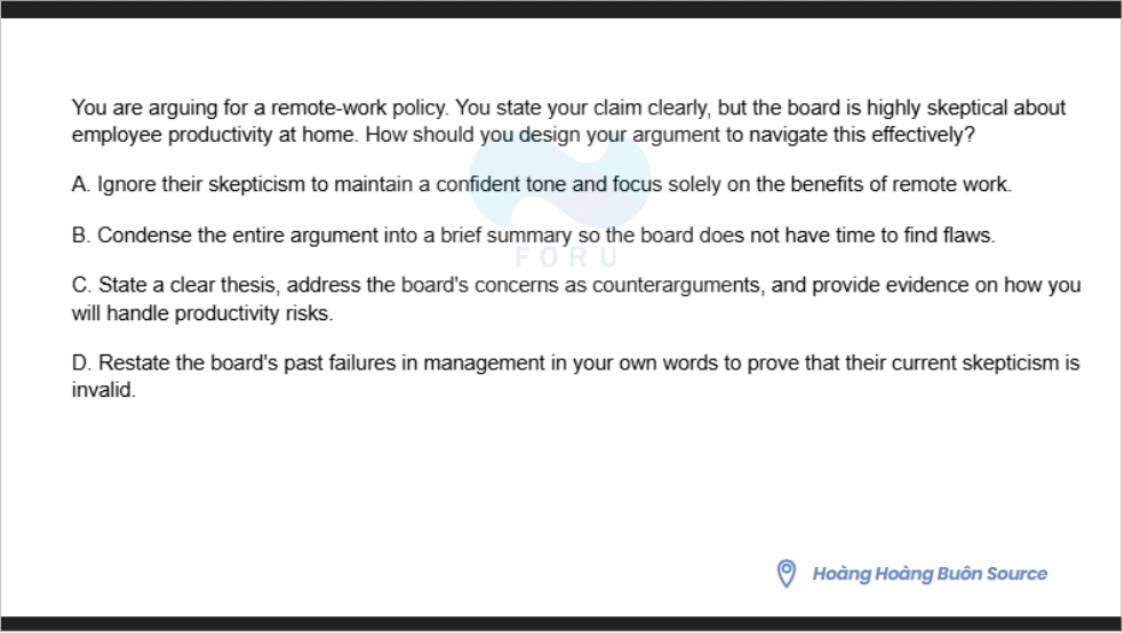 You are arguing for a remote-work policy. You state your claim clearly, but the board is highly skeptical about
employee productivity at home. How should you design your argument to navigate this effectively?
A. Ignore their skepticism to maintain a confident tone and focus solely on the benefits of remote work.
B. Condense the entire argument into a brief summary so the board does not have time to find flaws.
FORU
C. State a clear thesis, address the board's concerns as counterarguments, and provide evidence on how you
will handle productivity risks.
D. Restate the board's past failures in management in your own words to prove that their current skepticism is
invalid.
Hoàng Hoàng Buôn Source